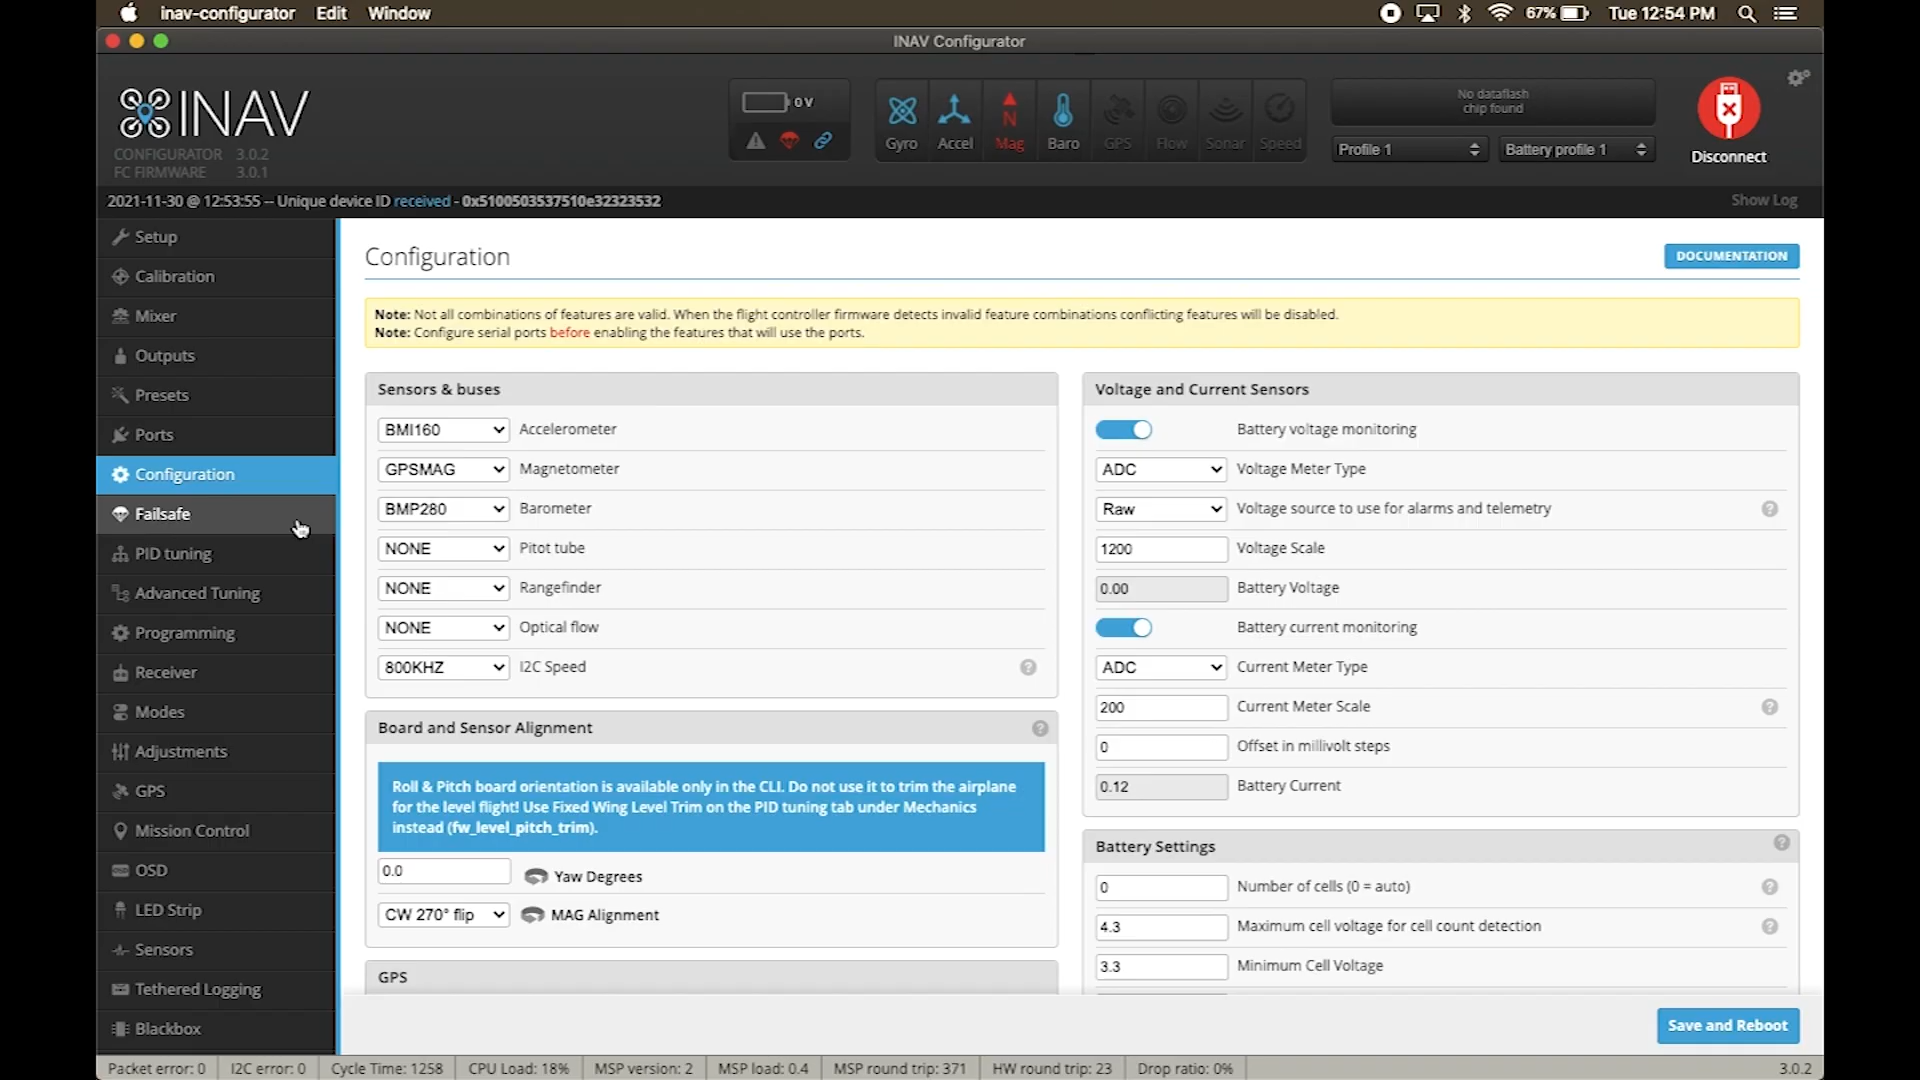 inav-configurator Edit Window
67% Tue 12:54 PM
INAV Configurator
INAV
CONFIGURATOR 3.0.2
FC FIRMWARE 3.0.1
0 V
Gyro Accel Mag Baro GPS Flow Sonar Speed
N
No dataflash
chip found
Profile 1
Battery profile 1
Disconnect
2021-11-30 @ 12:53:55 -- Unique device ID received - 0x5100503537510e32323532
Show Log
Setup
Calibration
Mixer
Outputs
Presets
Ports
Configuration
Failsafe
PID tuning
Advanced Tuning
Programming
Receiver
Modes
Adjustments
GPS
Mission Control
OSD
LED Strip
Sensors
Tethered Logging
Blackbox
Configuration
DOCUMENTATION
Note: Not all combinations of features are valid. When the flight controller firmware detects invalid feature combinations conflicting features will be disabled.
Note: Configure serial ports before enabling the features that will use the ports.
Sensors & buses
BMI160 Accelerometer
GPSMAG Magnetometer
BMP280 Barometer
NONE Pitot tube
NONE Rangefinder
NONE Optical flow
800KHZ I2C Speed
Board and Sensor Alignment
Roll & Pitch board orientation is available only in the CLI. Do not use it to trim the airplane
for the level flight! Use Fixed Wing Level Trim on the PID tuning tab under Mechanics
instead (fw_level_pitch_trim).
0.0 Yaw Degrees
CW 270° flip MAG Alignment
GPS
Voltage and Current Sensors
Battery voltage monitoring
ADC Voltage Meter Type
Raw Voltage source to use for alarms and telemetry
1200 Voltage Scale
0.00 Battery Voltage
Battery current monitoring
ADC Current Meter Type
200 Current Meter Scale
0 Offset in millivolt steps
0.12 Battery Current
Battery Settings
0 Number of cells (0 = auto)
4.3 Maximum cell voltage for cell count detection
3.3 Minimum Cell Voltage
Save and Reboot
Packet error: 0 I2C error: 0 Cycle Time: 1258 CPU Load: 18% MSP version: 2 MSP load: 0.4 MSP round trip: 371 HW round trip: 23 Drop ratio: 0% 3.0.2